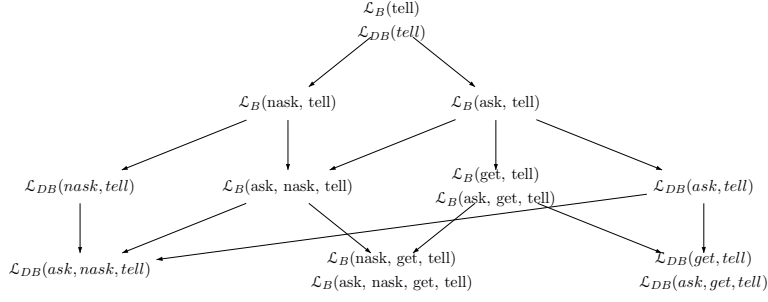 ℒ_B(tell)
ℒ_DB(tell)
ℒ_B(nask, tell)
ℒ_B(ask, tell)
ℒ_DB(nask, tell)
ℒ_B(ask, nask, tell)
ℒ_B(get, tell)
ℒ_B(ask, get, tell)
ℒ_DB(ask, tell)
ℒ_DB(ask, nask, tell)
ℒ_B(nask, get, tell)
ℒ_B(ask, nask, get, tell)
ℒ_DB(get, tell)
ℒ_DB(ask, get, tell)